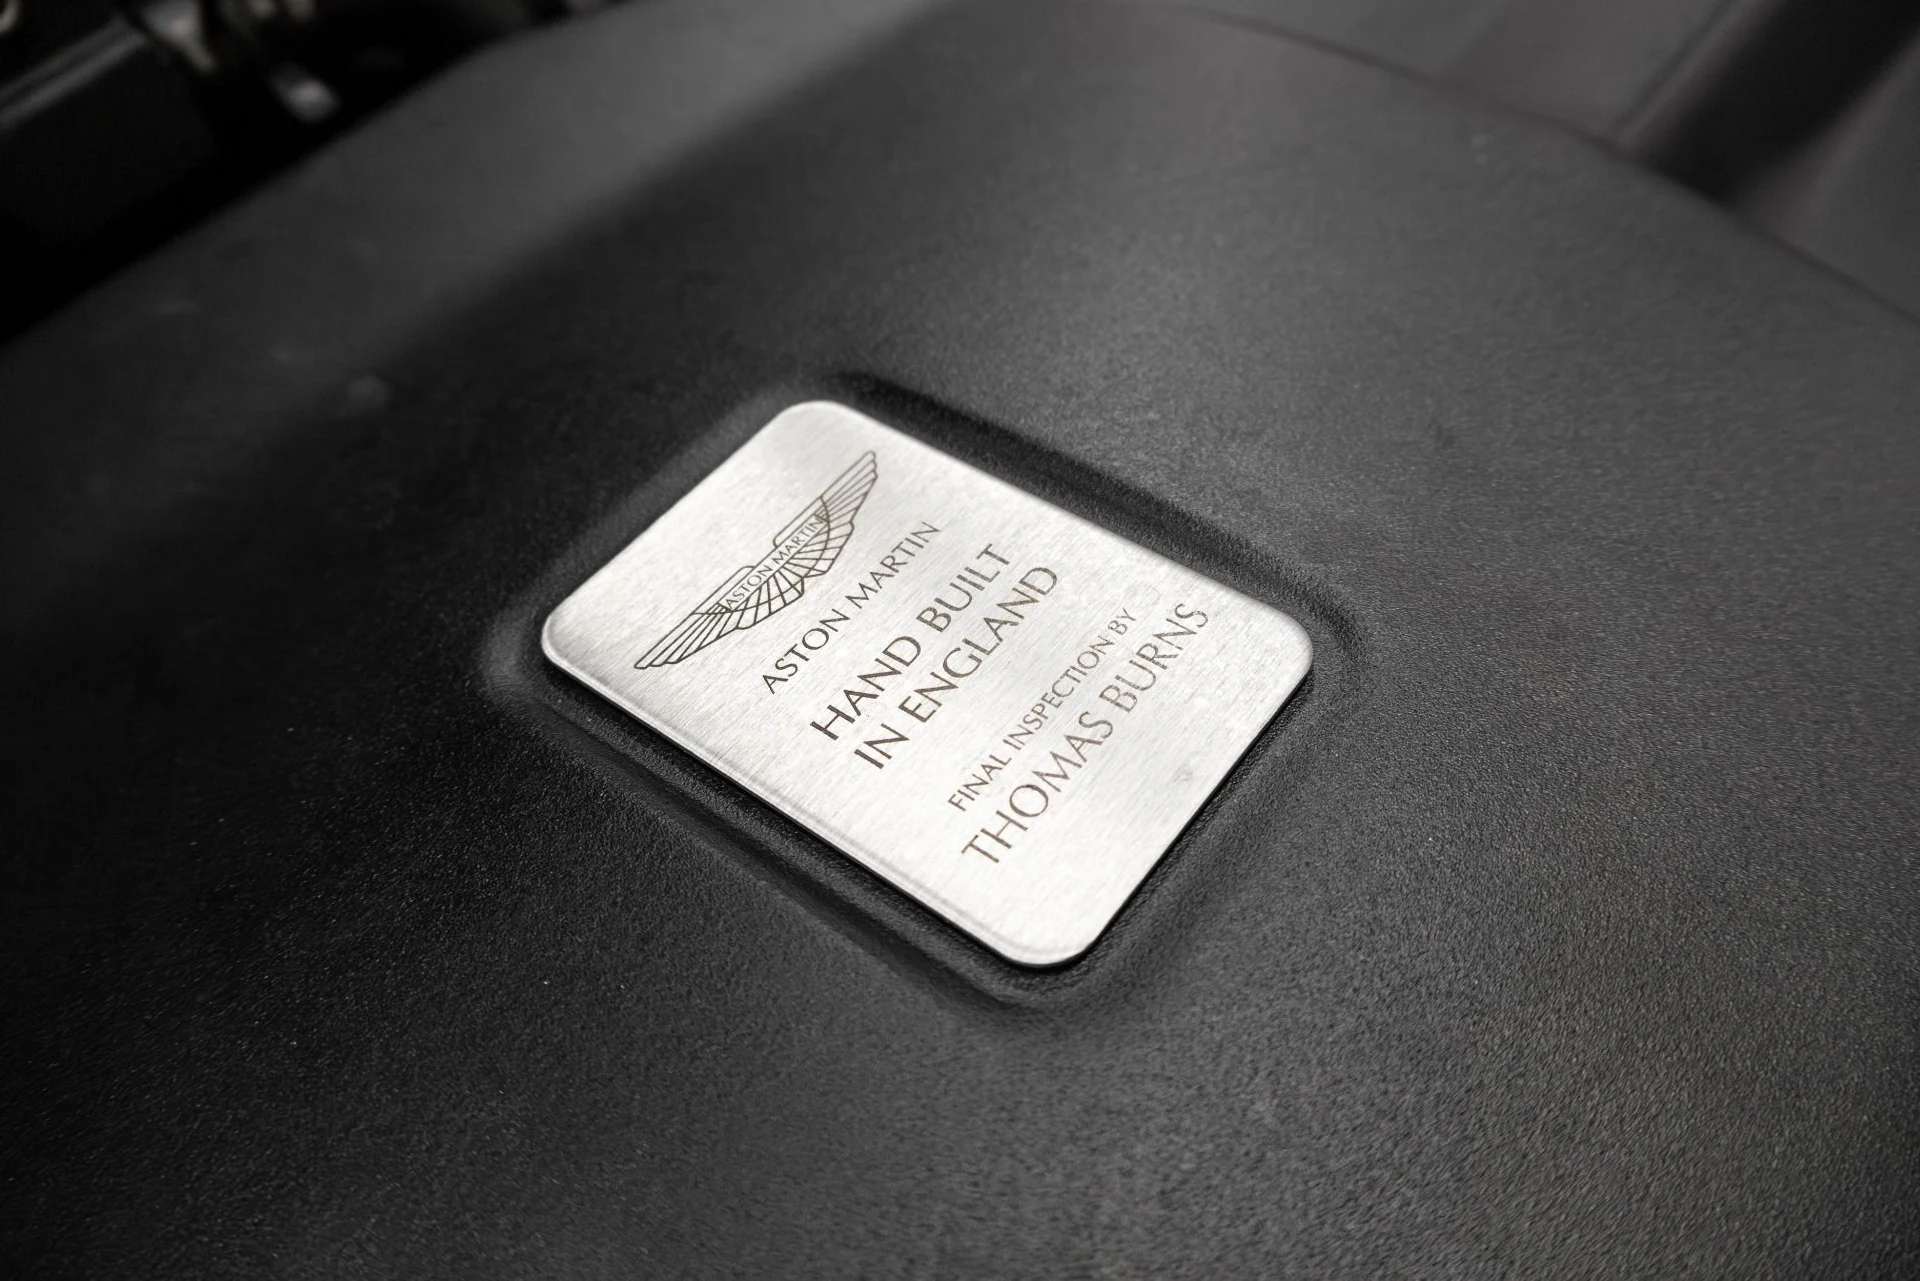 ASTON MARTIN
ASTON MARTIN
HAND BUILT
IN ENGLAND
FINAL INSPECTION BY
THOMAS BURNS